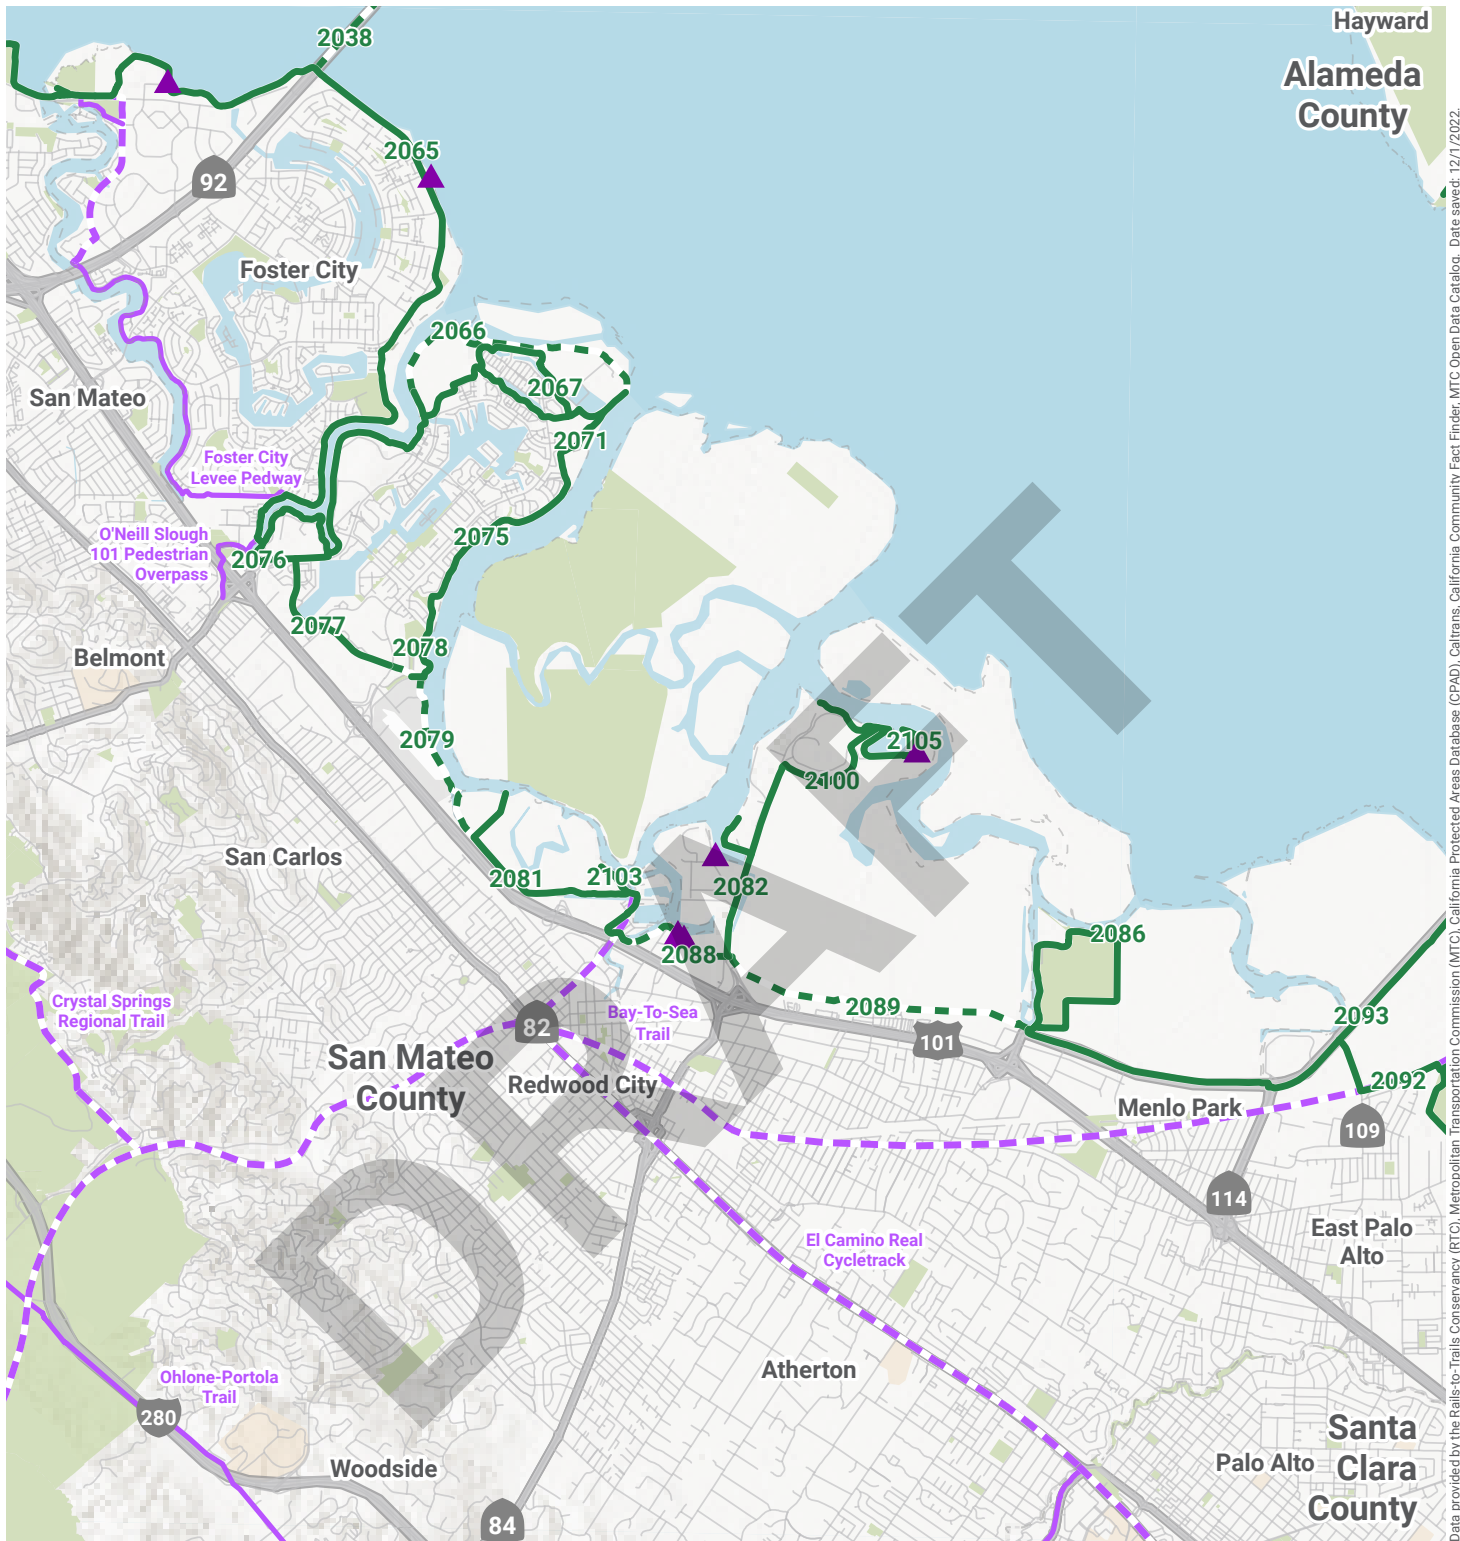 Hayward
2038
Alameda
County
2065
92
Foster City
2066
2067
San Mateo
2071
Foster City
Levee Pedway
O'Neill Slough
101 Pedestrian
Overpass
2075
2076
2077
2078
Belmont
2079
2105
2100
San Carlos
2081
2103
2082
2086
2088
Crystal Springs
Regional Trail
2089
Bay-To-Sea
Trail
82
101
2093
San Mateo
County
Redwood City
2092
Menlo Park
109
114
East Palo
Alto
El Camino Real
Cycletrack
Atherton
Ohlone-Portola
Trail
280
Santa
Clara
County
Woodside
Palo Alto
84
DRAFT
Data provided by the Rails-to-Trails Conservancy (RTC), Metropolitan Transportation Commission (MTC), California Protected Areas Database (CPAD), Caltrans, California Community Fact Finder, MTC Open Data Catalog. Date saved: 12/1/2022.